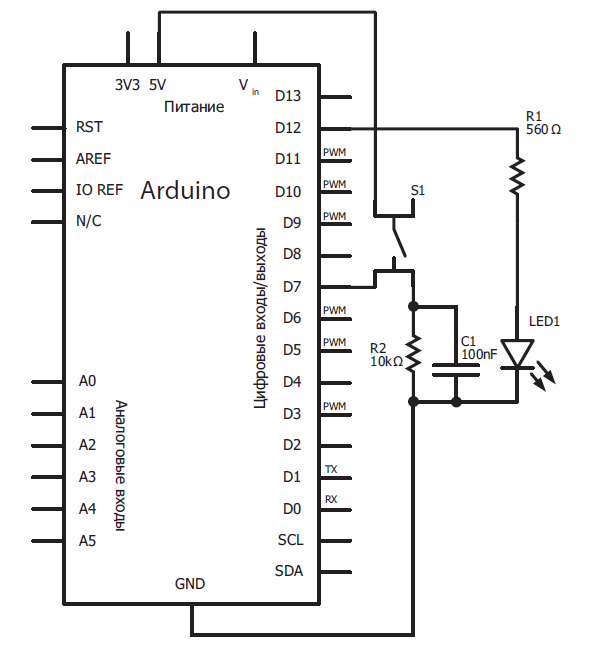 3V3 5V V in
Питание
RST
AREF
IO REF
N/C
Arduino
A0
A1
A2
A3
A4
A5
Аналоговые входы
Цифровые входы/выходы
D13
D12
D11 PWM
D10 PWM
D9 PWM
D8
D7
D6 PWM
D5 PWM
D4
D3 PWM
D2
D1 TX
D0 RX
SCL
SDA
GND
S1
R1
560 Ω
R2
10kΩ
C1
100nF
LED1